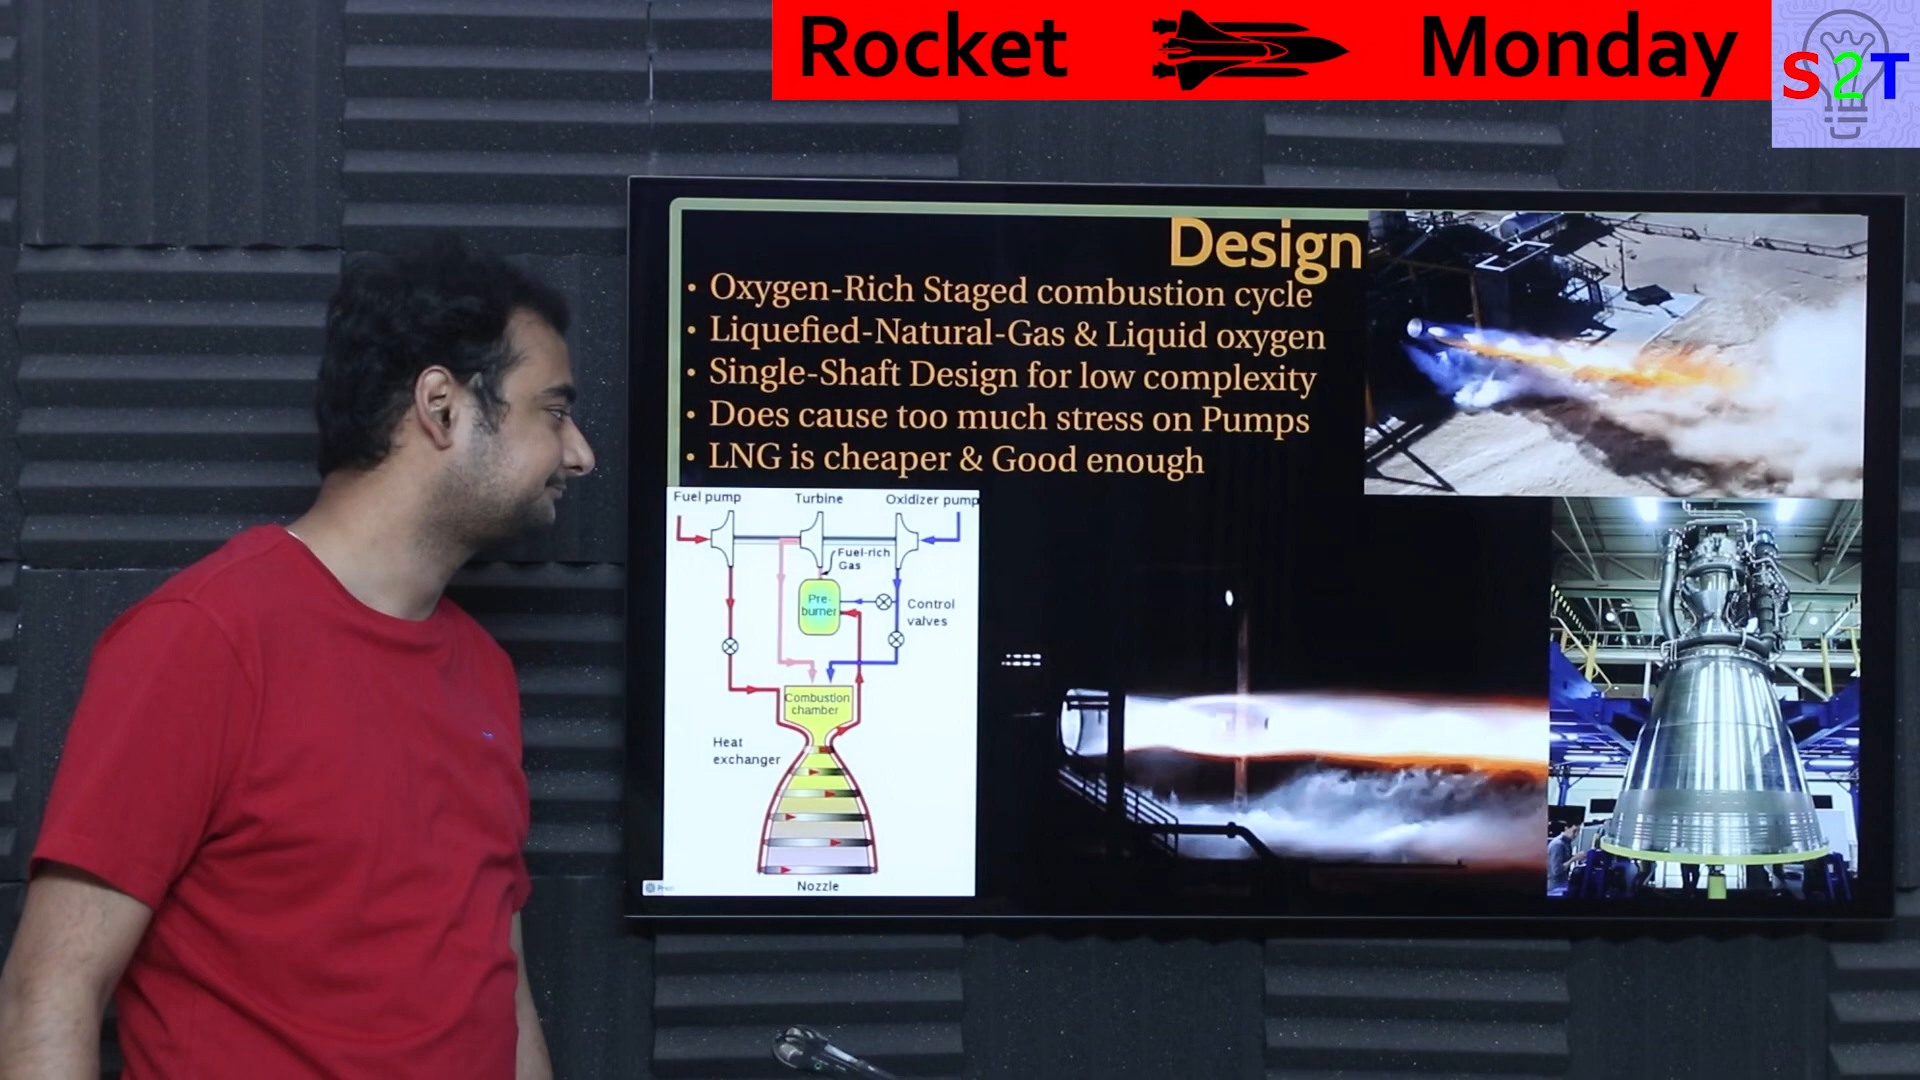 Rocket Monday
S2T
Design
• Oxygen-Rich Staged combustion cycle
• Liquefied-Natural-Gas & Liquid oxygen
• Single-Shaft Design for low complexity
• Does cause too much stress on Pumps
• LNG is cheaper & Good enough
Fuel pump Turbine Oxidizer pump
Fuel-rich
Gas
Pre-
burner
Control
valves
Combustion
chamber
Heat
exchanger
Nozzle
Prezi